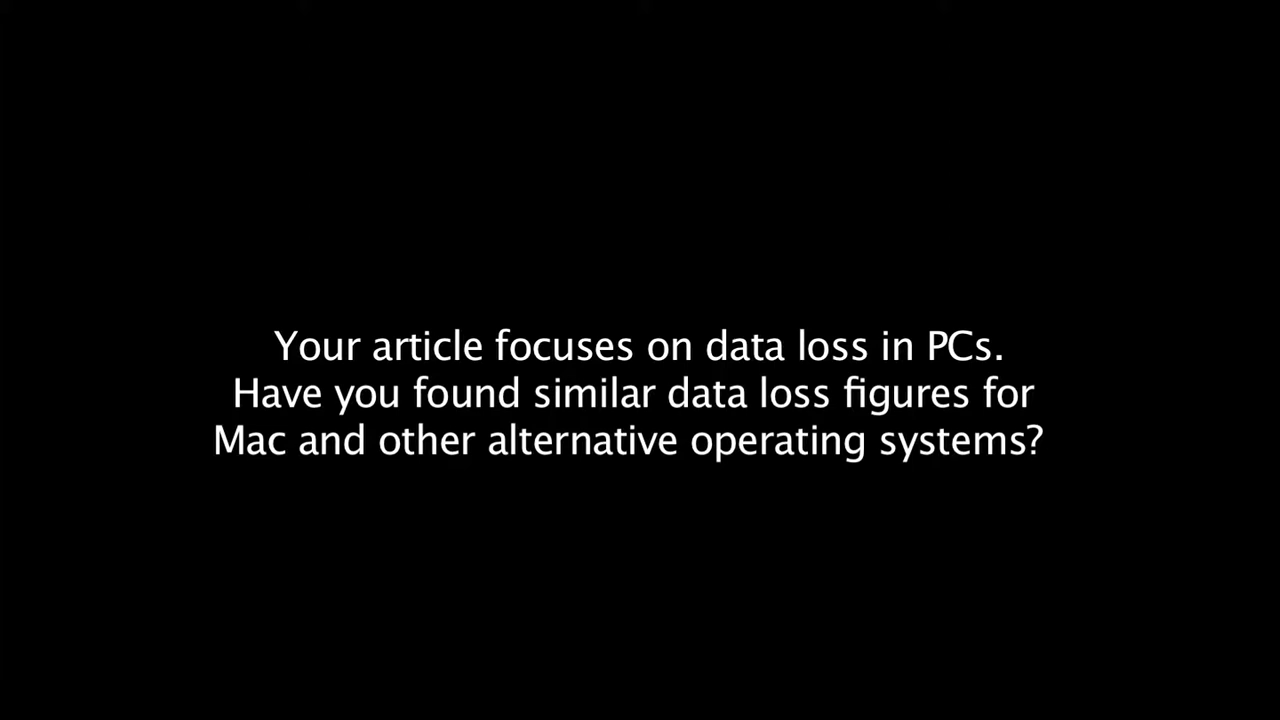 Your article focuses on data loss in PCs.
Have you found similar data loss figures for
Mac and other alternative operating systems?